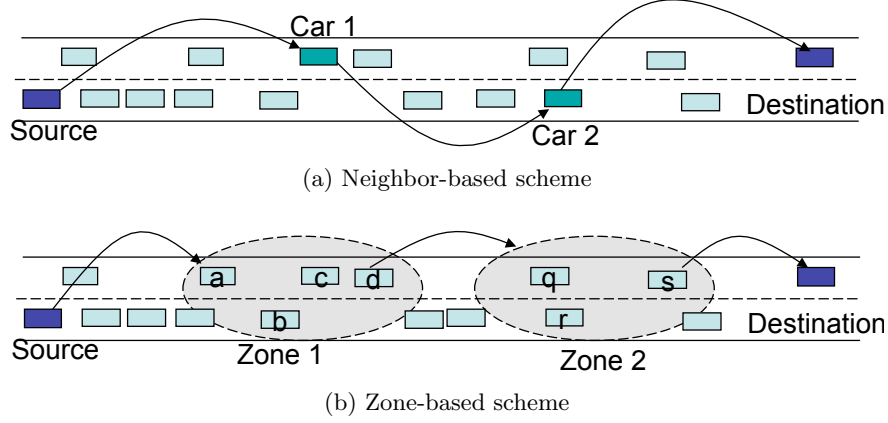 Car 1
Source
Car 2
Destination
(a) Neighbor-based scheme
a
c
d
q
s
b
r
Source
Zone 1
Zone 2
Destination
(b) Zone-based scheme